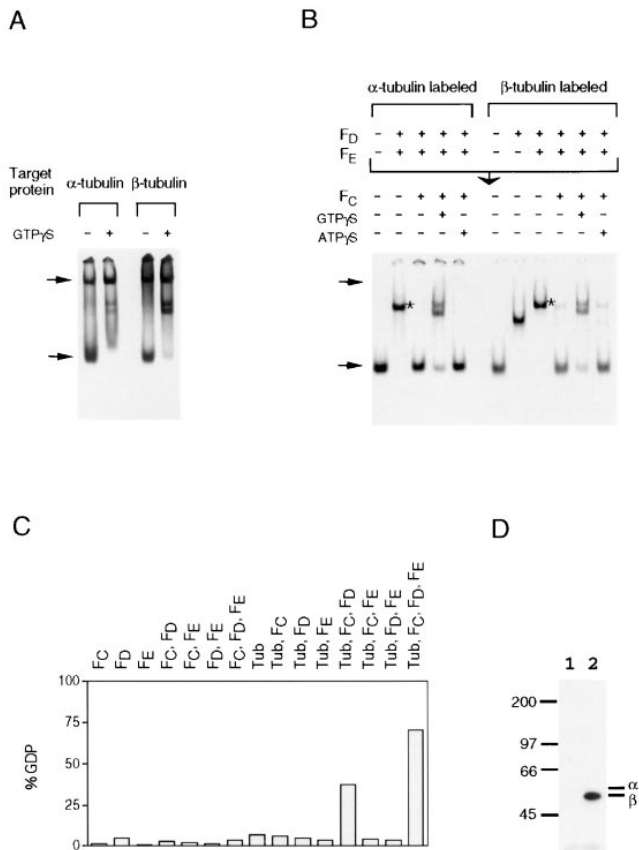 A
B
α-tubulin labeled β-tubulin labeled
FD - + + + + - + + + + +
FE - + + + + - - + + + +
Target protein
α-tubulin β-tubulin
GTPγS - + - +
FC - - + + + - - - + + +
GTPγS - - - + - - - - - + -
ATPγS - - - - + - - - - - +
*
*
C
D
FC
FD
FE
FC, FD
FC, FE
FD, FE
FC, FD, FE
Tub
Tub, FC
Tub, FD
Tub, FE
Tub, FC, FD
Tub, FC, FE
Tub, FD, FE
Tub, FC, FD, FE
% GDP
100
75
50
25
0
1 2
200
97
66
45
α
β